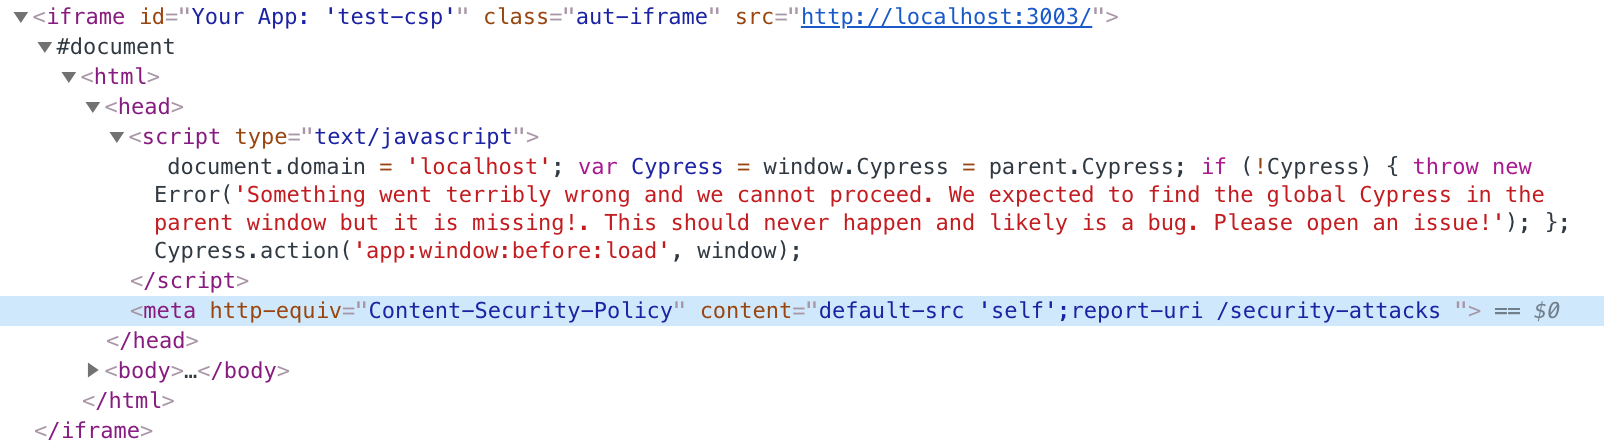 ▼<iframe id="Your App: 'test-csp'" class="aut-iframe" src="http://localhost:3003/">
▼#document
▼<html>
▼<head>
▼<script type="text/javascript">
document.domain = 'localhost'; var Cypress = window.Cypress = parent.Cypress; if (!Cypress) { throw new
Error('Something went terribly wrong and we cannot proceed. We expected to find the global Cypress in the
parent window but it is missing!. This should never happen and likely is a bug. Please open an issue!'); };
Cypress.action('app:window:before:load', window);
</script>
<meta http-equiv="Content-Security-Policy" content="default-src 'self';report-uri /security-attacks "> == $0
</head>
▶<body>…</body>
</html>
</iframe>